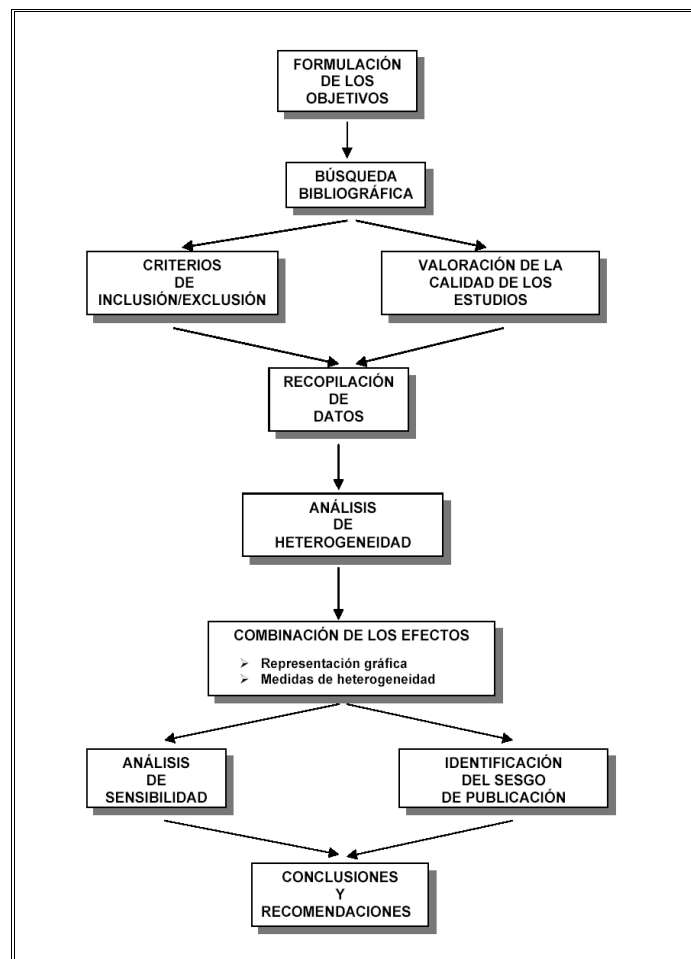 FORMULACIÓN
DE LOS
OBJETIVOS
BÚSQUEDA
BIBLIOGRÁFICA
CRITERIOS
DE
INCLUSIÓN/EXCLUSIÓN
VALORACIÓN DE LA
CALIDAD DE LOS
ESTUDIOS
RECOPILACIÓN
DE
DATOS
ANÁLISIS
DE
HETEROGENEIDAD
COMBINACIÓN DE LOS EFECTOS
➢ Representación gráfica
➢ Medidas de heterogeneidad
ANÁLISIS
DE
SENSIBILIDAD
IDENTIFICACIÓN
DEL SESGO
DE PUBLICACIÓN
CONCLUSIONES
Y
RECOMENDACIONES